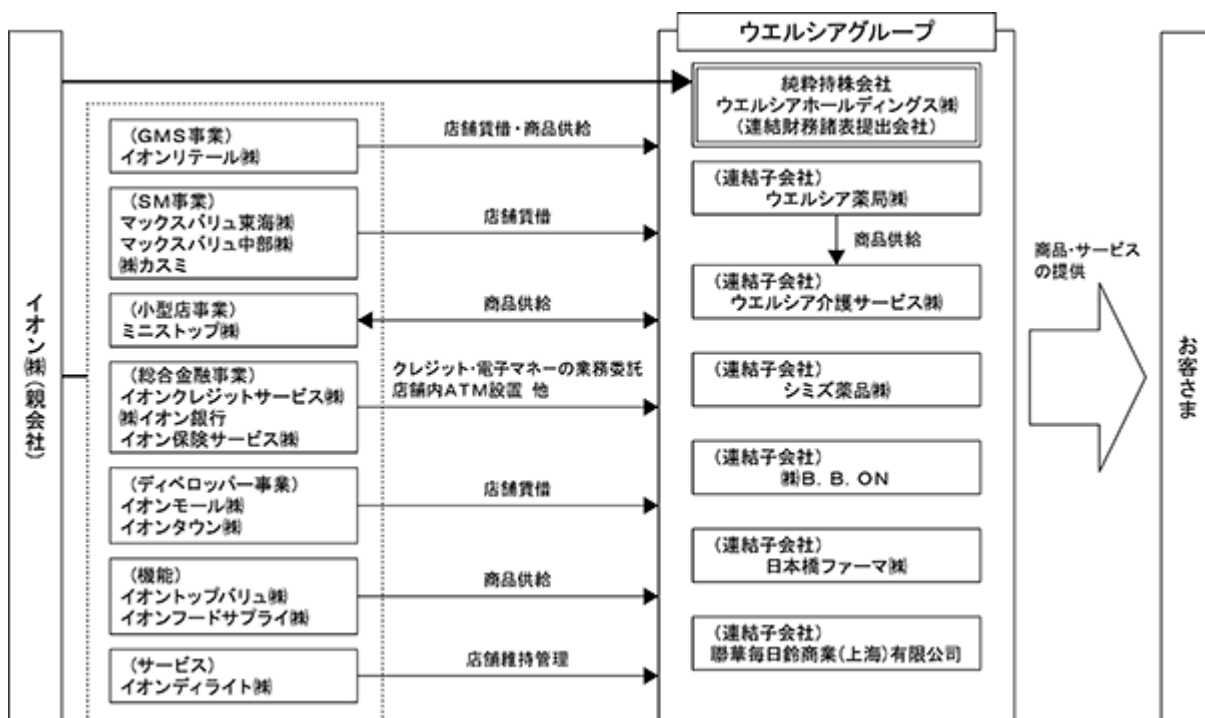 イオン㈱(親会社)
(GMS事業)
イオンリテール㈱
(SM事業)
マックスバリュ東海㈱
マックスバリュ中部㈱
㈱カスミ
(小型店事業)
ミニストップ㈱
(総合金融事業)
イオンクレジットサービス㈱
㈱イオン銀行
イオン保険サービス㈱
(ディベロッパー事業)
イオンモール㈱
イオンタウン㈱
(機能)
イオントップバリュ㈱
イオンフードサプライ㈱
(サービス)
イオンディライト㈱
店舗賃借・商品供給
店舗賃借
商品供給
クレジット・電子マネーの業務委託
店舗内ATM設置 他
店舗賃借
商品供給
店舗維持管理
ウエルシアグループ
純粋持株会社
ウエルシアホールディングス㈱
(連結財務諸表提出会社)
(連結子会社)
ウエルシア薬局㈱
商品供給
(連結子会社)
ウエルシア介護サービス㈱
(連結子会社)
シミズ薬品㈱
(連結子会社)
㈱B.B.ON
(連結子会社)
日本橋ファーマ㈱
(連結子会社)
聯華毎日鈴商業(上海)有限公司
商品・サービス
の提供
お客さま